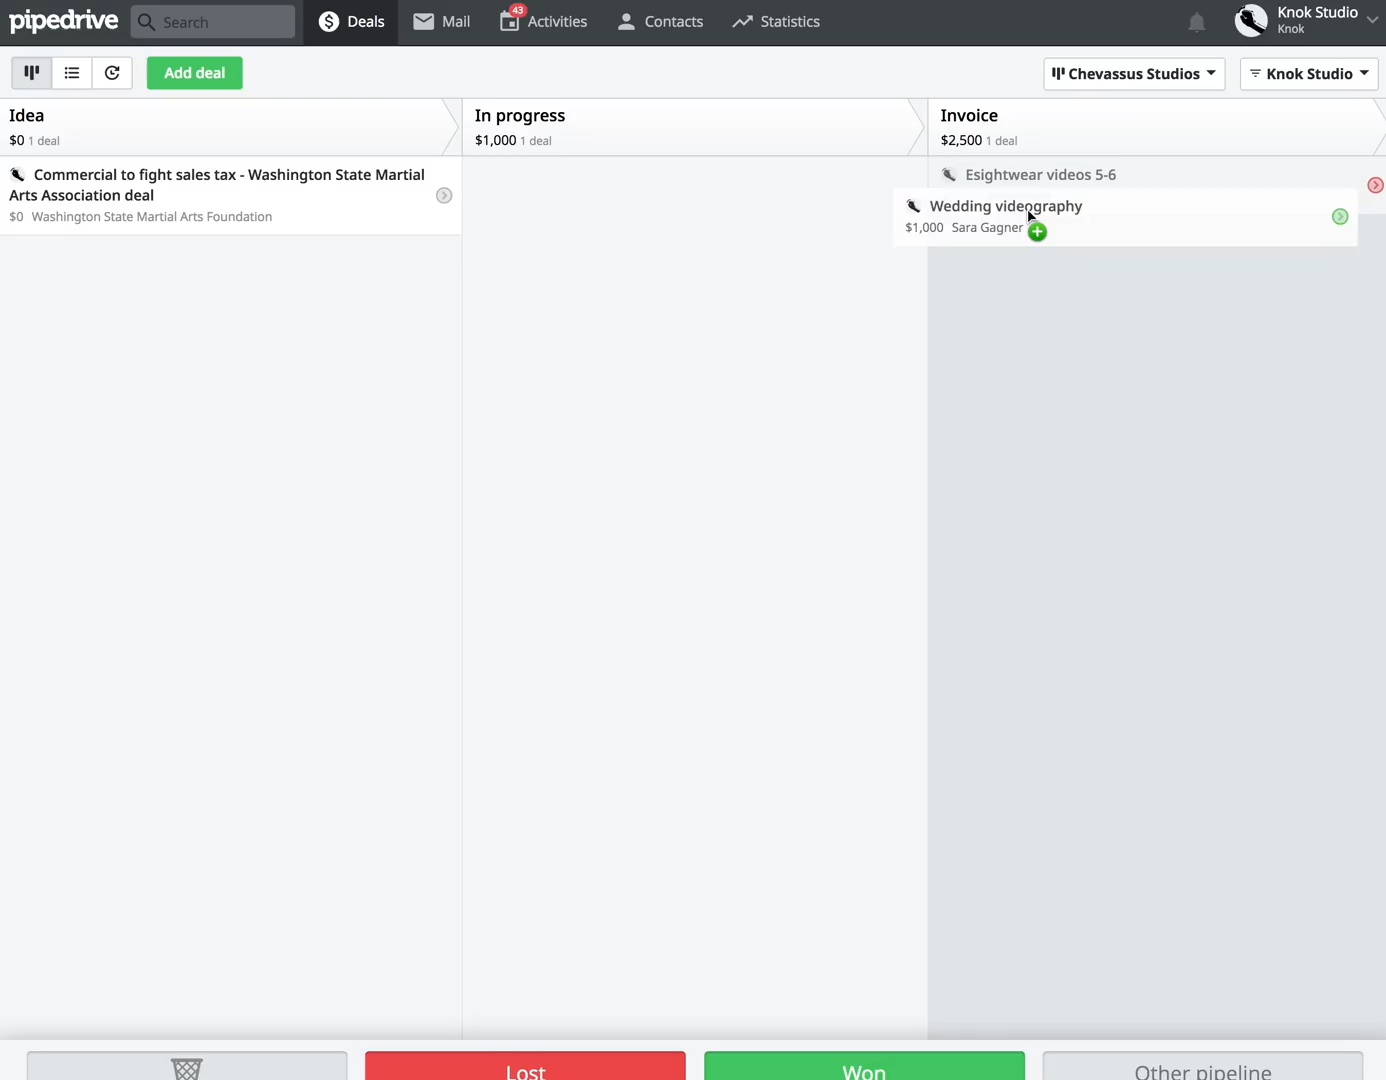 pipedrive
Search
Deals
Mail
43
Activities
Contacts
Statistics
Knok Studio
Knok
Add deal
Chevassus Studios
Knok Studio
Idea
$0 1 deal
In progress
$1,000 1 deal
Invoice
$2,500 1 deal
Commercial to fight sales tax - Washington State Martial
Arts Association deal
$0 Washington State Martial Arts Foundation
Esightwear videos 5-6
Wedding videography
$1,000 Sara Gagner
Lost
Won
Other pipeline